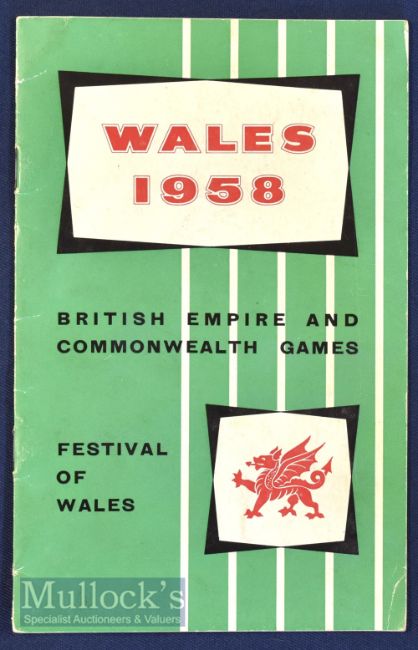 WALES
1958
BRITISH EMPIRE AND
COMMONWEALTH GAMES
FESTIVAL
OF
WALES
Mullock's
Specialist Auctioneers & Valuers